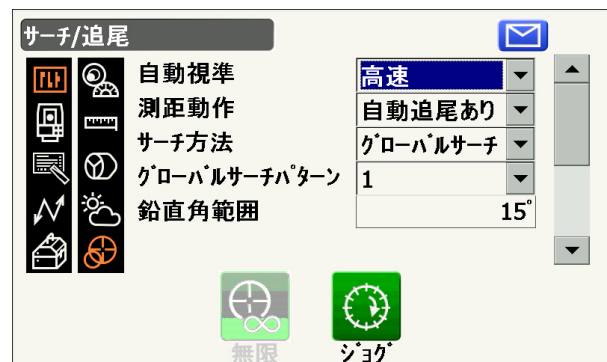 サーチ/追尾
自動視準 高速
測距動作 自動追尾あり
サーチ方法 グローバルサーチ
グローバルサーチパターン 1
鉛直角範囲 15°
無限 ジョグ